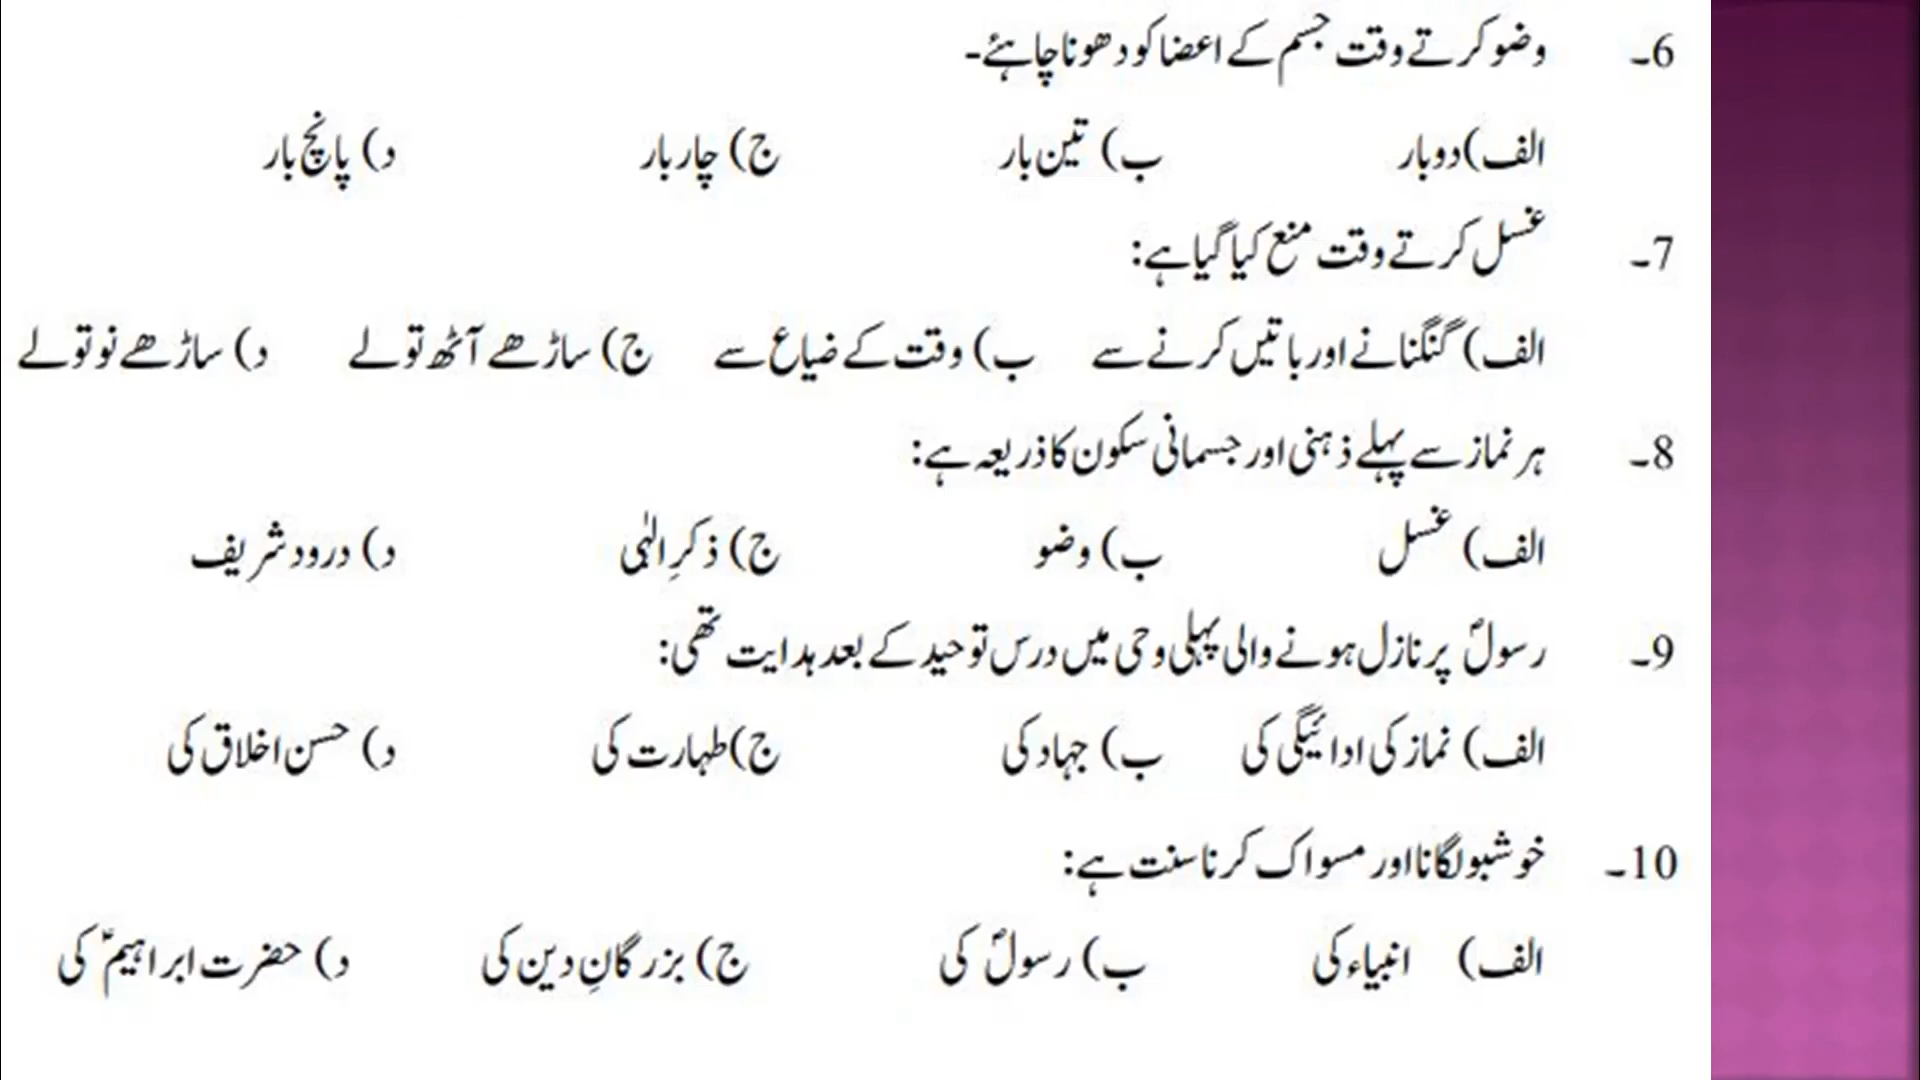 6۔ وضو کرتے وقت جسم کے اعضا کو دھونا چاہئے۔
الف) دو بار ب) تین بار ج) چار بار د) پانچ بار
7۔ غسل کرتے وقت منع کیا گیا ہے:
الف) گنگنانے اور باتیں کرنے سے ب) وقت کے ضیاع سے ج) ساڑھے آٹھ تولے د) ساڑھے نو تولے
8۔ ہر نماز سے پہلے ذہنی اور جسمانی سکون کا ذریعہ ہے:
الف) غسل ب) وضو ج) ذکرِ الٰہی د) درود شریف
9۔ رسولؐ پر نازل ہونے والی پہلی وحی میں درس توحید کے بعد ہدایت تھی:
الف) نماز کی ادائیگی کی ب) جہاد کی ج) طہارت کی د) حسن اخلاق کی
10۔ خوشبو لگانا اور مسواک کرنا سنت ہے:
الف) انبیاء کی ب) رسولؐ کی ج) بزرگانِ دین کی د) حضرت ابراہیمؑ کی